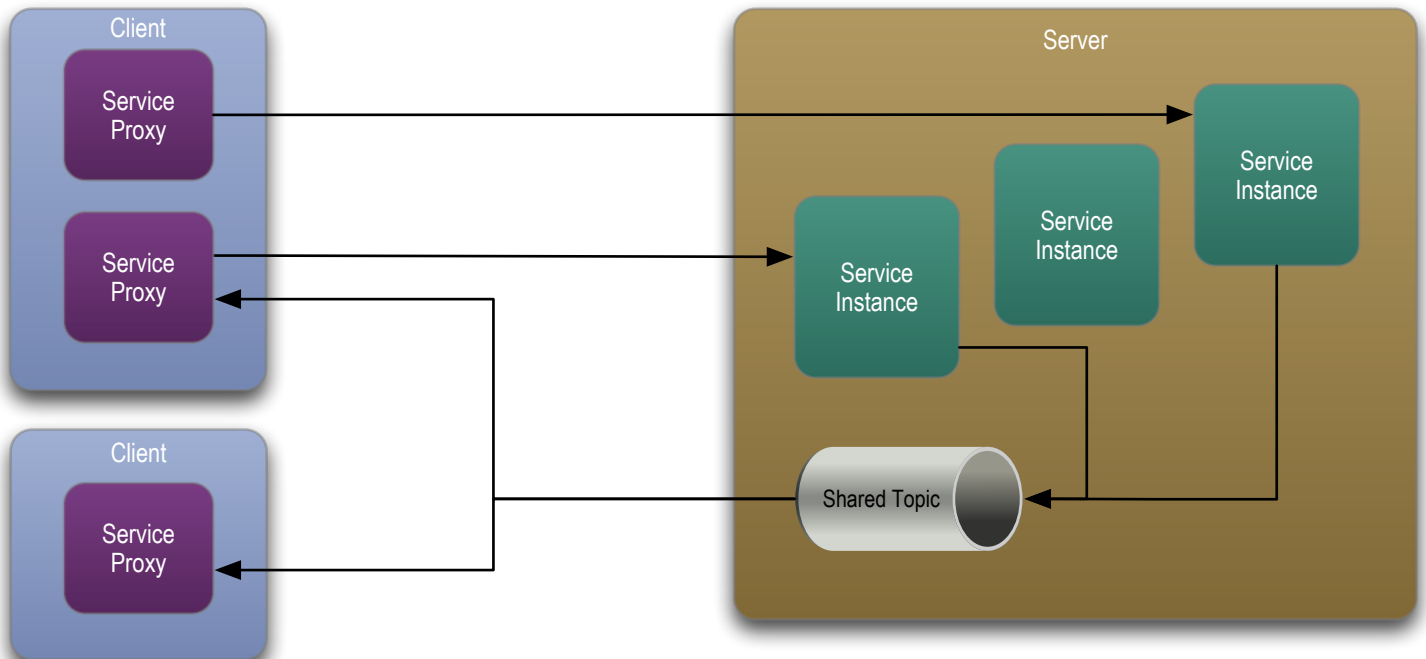 Client
Service
Proxy
Service
Proxy
Client
Service
Proxy
Server
Service
Instance
Service
Instance
Service
Instance
Shared Topic